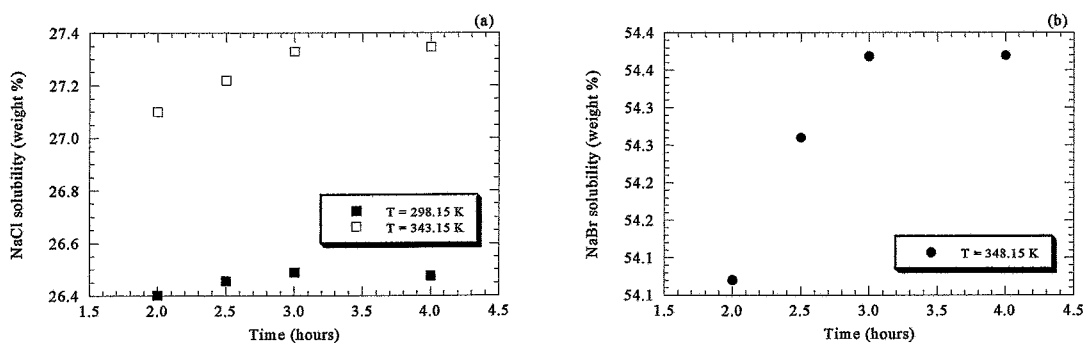 (a)
NaCl solubility (weight %)
27.4
27.2
27.0
26.8
26.6
26.4
T = 298.15 K
T = 343.15 K
1.5 2.0 2.5 3.0 3.5 4.0 4.5
Time (hours)
(b)
NaBr solubility (weight %)
54.4
54.4
54.3
54.3
54.2
54.2
54.1
54.1
T = 348.15 K
1.5 2.0 2.5 3.0 3.5 4.0 4.5
Time (hours)